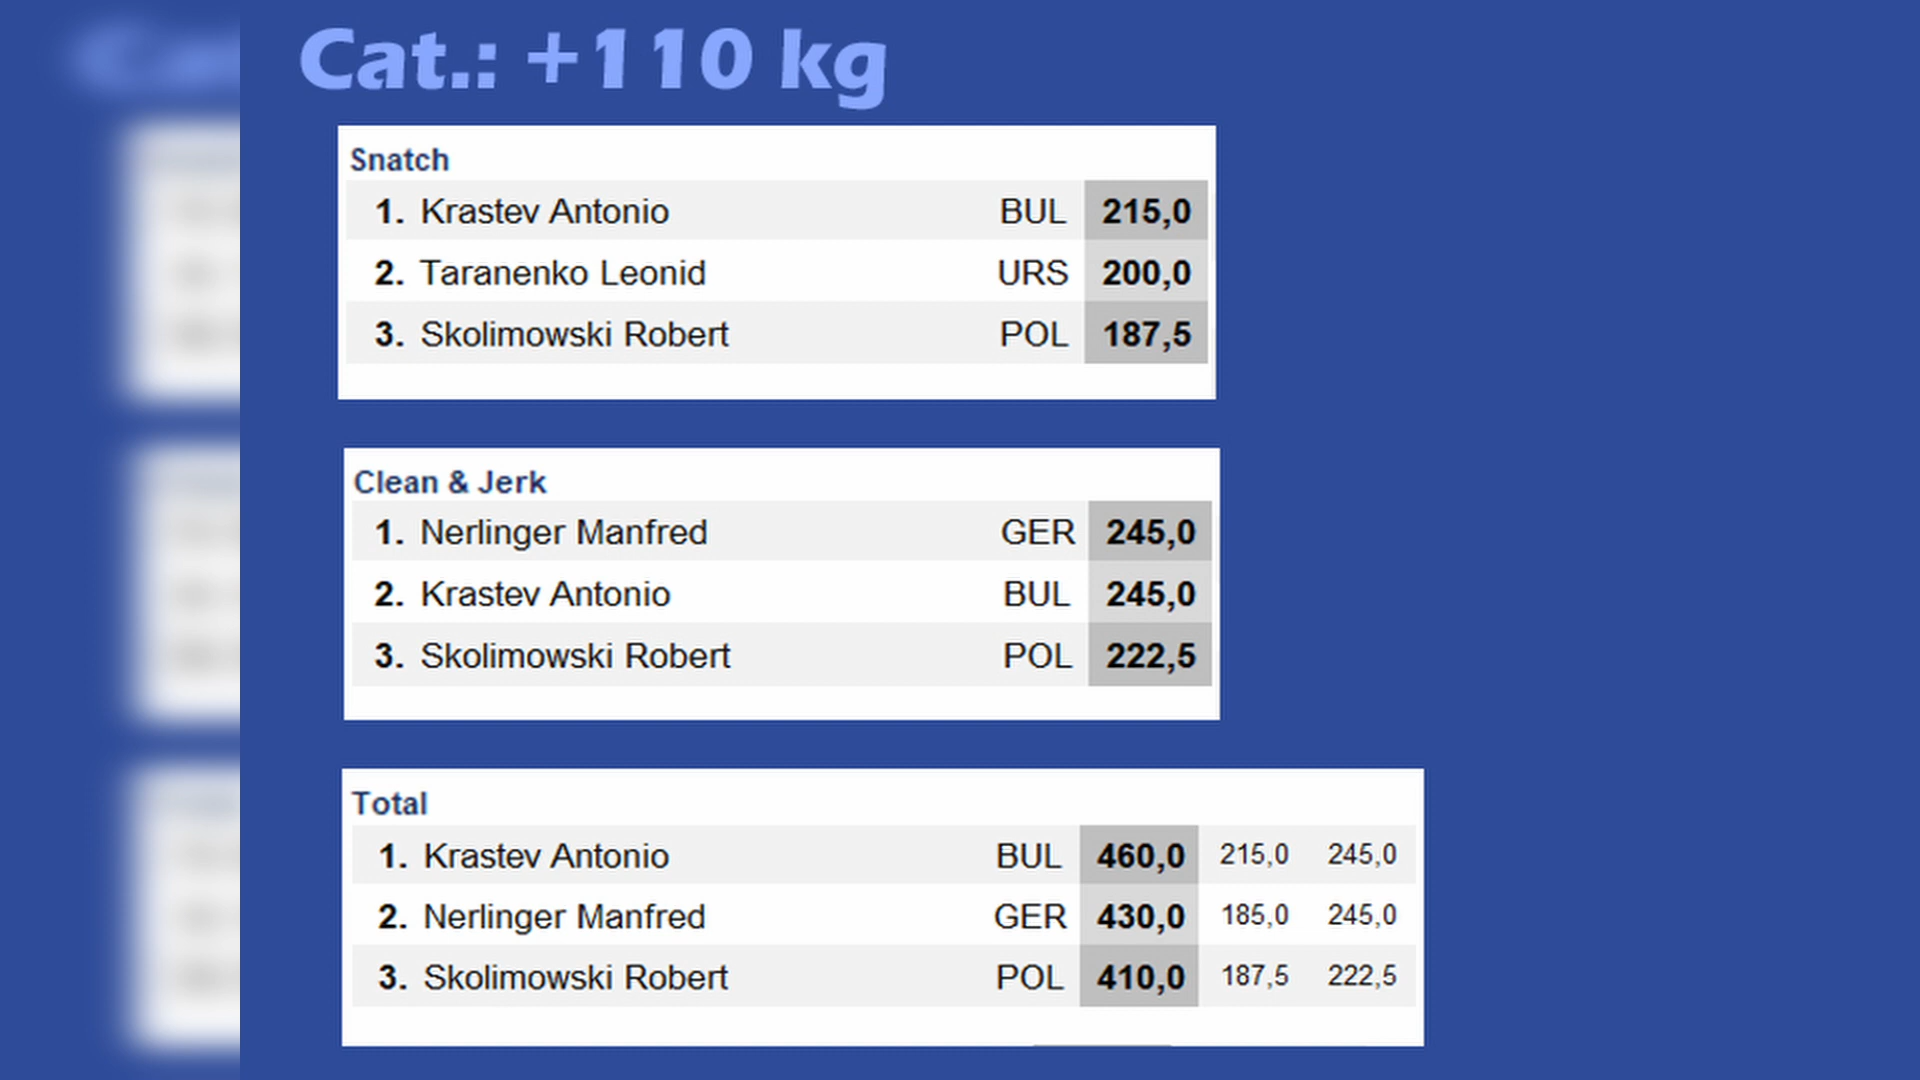 Cat.: +110 kg
Snatch
1. Krastev Antonio BUL 215,0
2. Taranenko Leonid URS 200,0
3. Skolimowski Robert POL 187,5
Clean & Jerk
1. Nerlinger Manfred GER 245,0
2. Krastev Antonio BUL 245,0
3. Skolimowski Robert POL 222,5
Total
1. Krastev Antonio BUL 460,0 215,0 245,0
2. Nerlinger Manfred GER 430,0 185,0 245,0
3. Skolimowski Robert POL 410,0 187,5 222,5